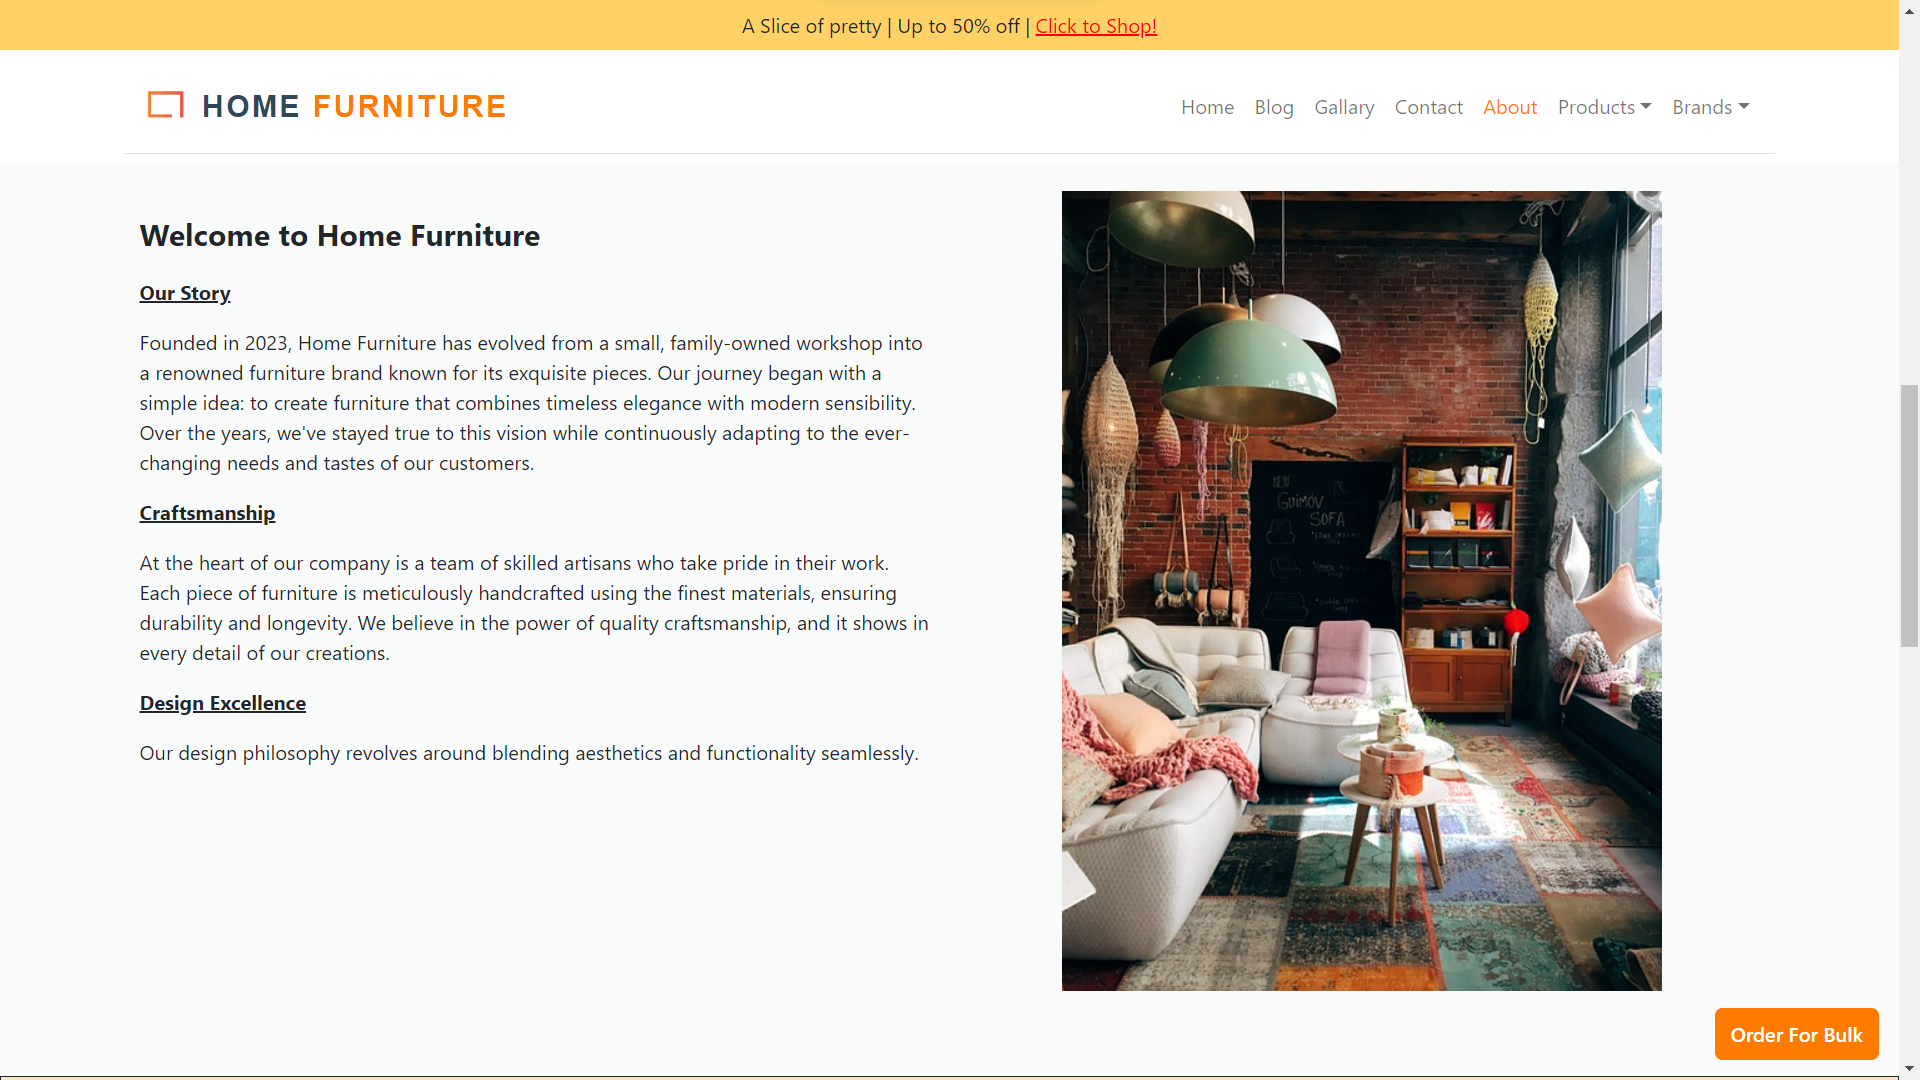 A Slice of pretty | Up to 50% off | Click to Shop!
HOME FURNITURE
Home Blog Gallary Contact About Products Brands
Welcome to Home Furniture
Our Story
Founded in 2023, Home Furniture has evolved from a small, family-owned workshop into
a renowned furniture brand known for its exquisite pieces. Our journey began with a
simple idea: to create furniture that combines timeless elegance with modern sensibility.
Over the years, we've stayed true to this vision while continuously adapting to the ever-
changing needs and tastes of our customers.
Craftsmanship
At the heart of our company is a team of skilled artisans who take pride in their work.
Each piece of furniture is meticulously handcrafted using the finest materials, ensuring
durability and longevity. We believe in the power of quality craftsmanship, and it shows in
every detail of our creations.
Design Excellence
Our design philosophy revolves around blending aesthetics and functionality seamlessly.
NEW
GUIMOV
SOFA
Order For Bulk